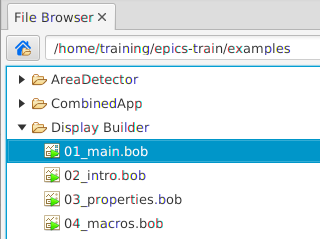 File Browser
/home/training/epics-train/examples
AreaDetector
CombinedApp
Display Builder
01_main.bob
02_intro.bob
03_properties.bob
04_macros.bob